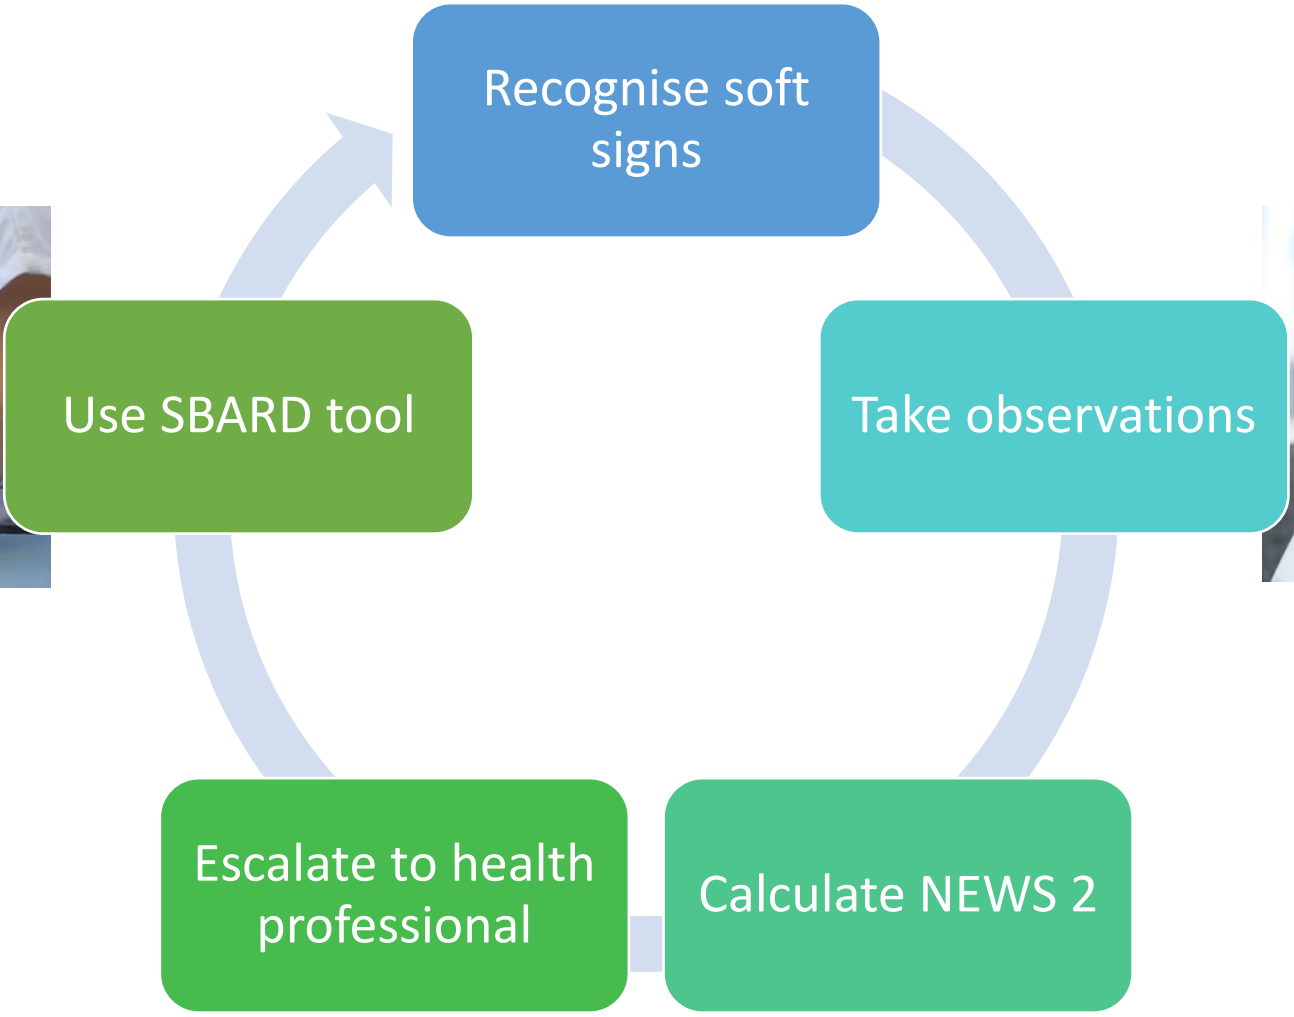 Recognise soft
signs
Take observations
Calculate NEWS 2
Escalate to health
professional
Use SBARD tool